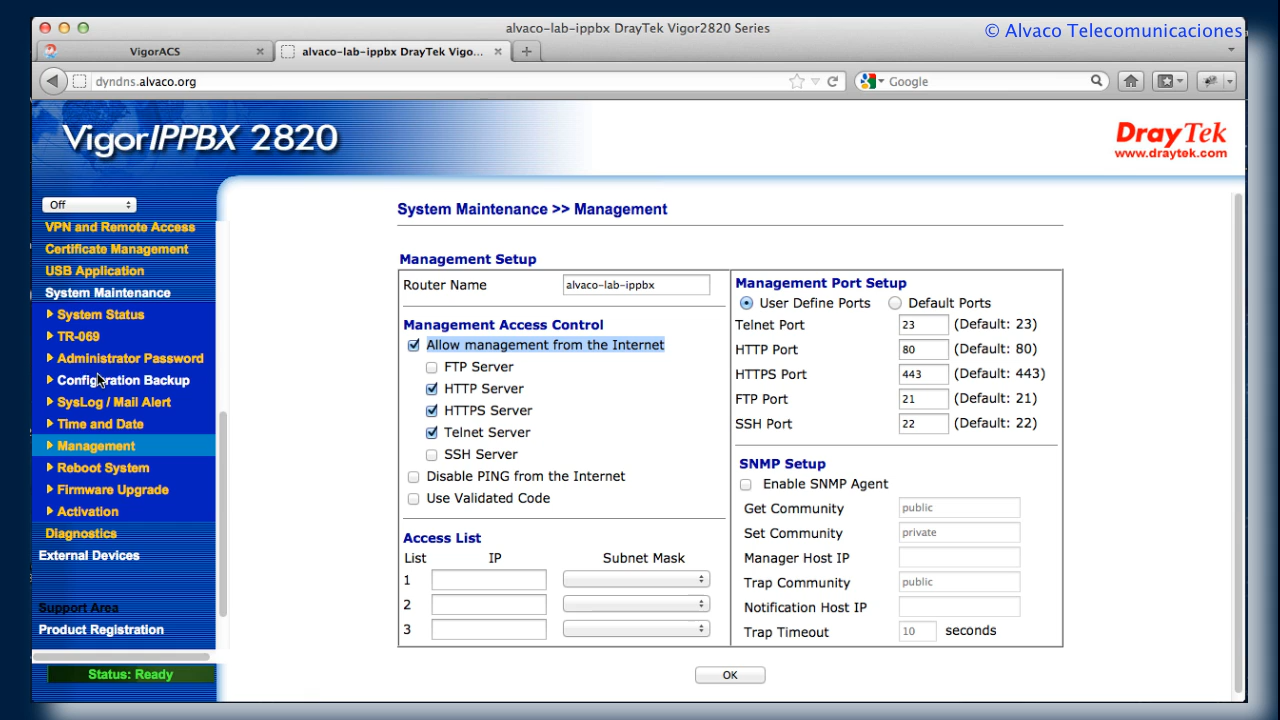 alvaco-lab-ippbx DrayTek Vigor2820 Series
© Alvaco Telecomunicaciones
VigorACS
alvaco-lab-ippbx DrayTek Vigo...
dyndns.alvaco.org
Google
VigorIPPBX 2820
DrayTek
www.draytek.com
Off
VPN and Remote Access
Certificate Management
USB Application
System Maintenance
System Status
TR-069
Administrator Password
Configuration Backup
SysLog / Mail Alert
Time and Date
Management
Reboot System
Firmware Upgrade
Activation
Diagnostics
External Devices
Support Area
Product Registration
Status: Ready
System Maintenance >> Management
Management Setup
Router Name alvaco-lab-ippbx
Management Access Control
Allow management from the Internet
FTP Server
HTTP Server
HTTPS Server
Telnet Server
SSH Server
Disable PING from the Internet
Use Validated Code
Access List
List IP Subnet Mask
1
2
3
Management Port Setup
User Define Ports Default Ports
Telnet Port 23 (Default: 23)
HTTP Port 80 (Default: 80)
HTTPS Port 443 (Default: 443)
FTP Port 21 (Default: 21)
SSH Port 22 (Default: 22)
SNMP Setup
Enable SNMP Agent
Get Community public
Set Community private
Manager Host IP
Trap Community public
Notification Host IP
Trap Timeout 10 seconds
OK